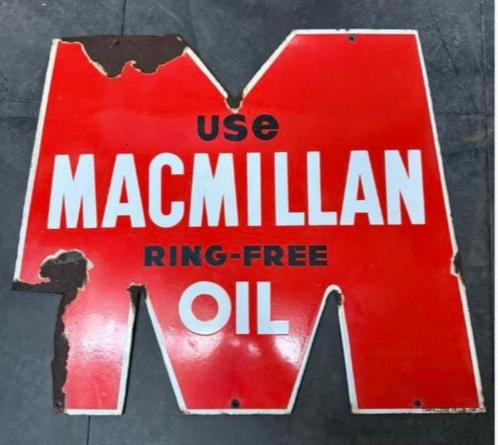 USe
MACMILLAN
RING-FREE
OIL